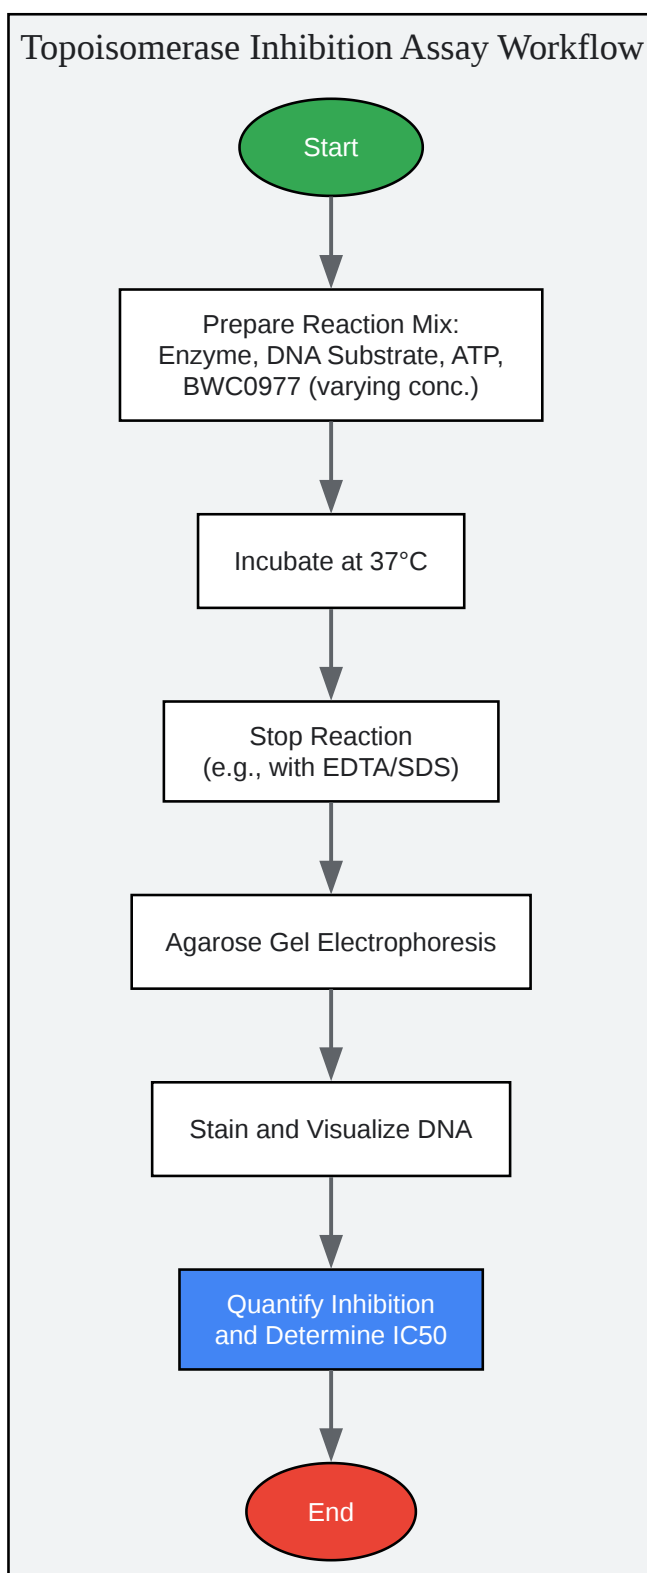 Topoisomerase Inhibition Assay Workflow
Start
Prepare Reaction Mix:
Enzyme, DNA Substrate, ATP,
BWC0977 (varying conc.)
Incubate at 37°C
Stop Reaction
(e.g., with EDTA/SDS)
Agarose Gel Electrophoresis
Stain and Visualize DNA
Quantify Inhibition
and Determine IC50
End